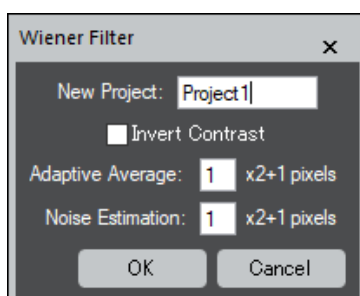 Wiener Filter ×
New Project: Project1
Invert Contrast
Adaptive Average: 1 x2+1 pixels
Noise Estimation: 1 x2+1 pixels
OK Cancel